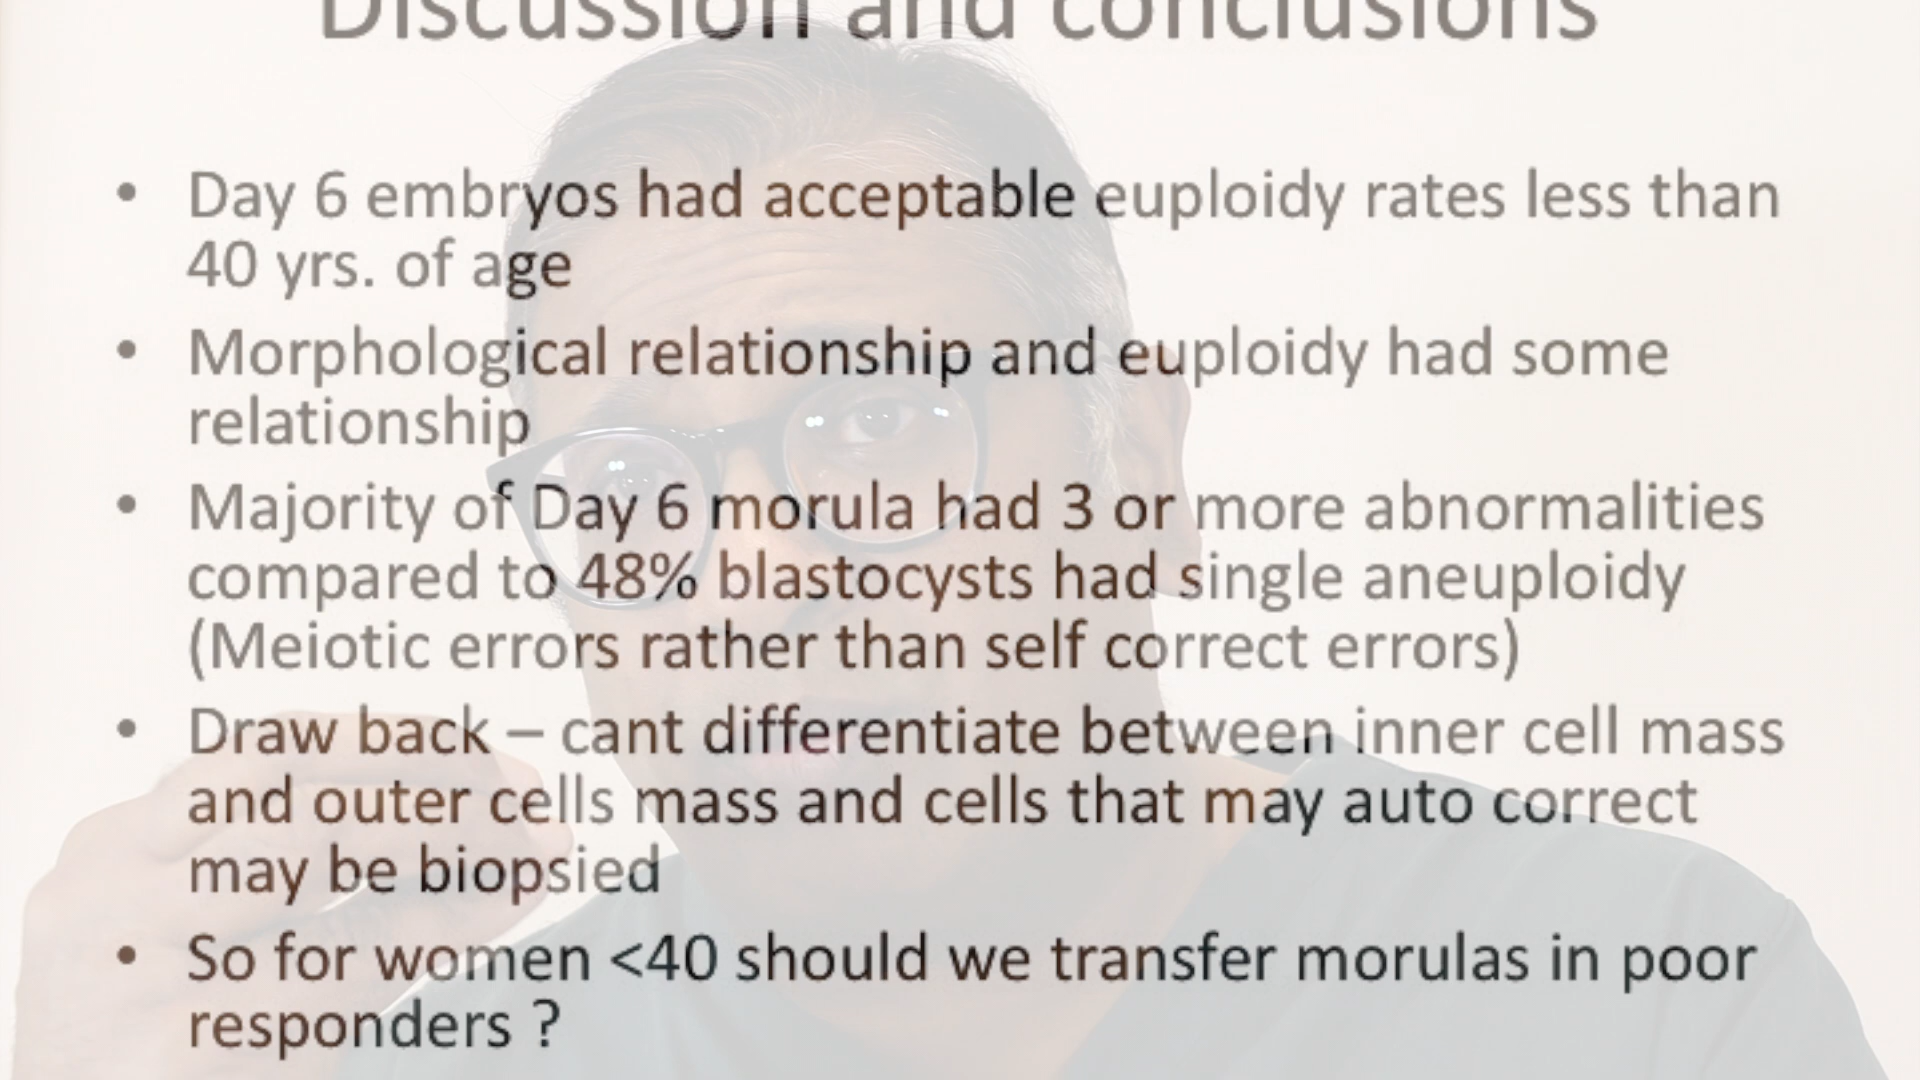 Discussion and conclusions
• Day 6 embryos had acceptable euploidy rates less than
40 yrs. of age
• Morphological relationship and euploidy had some
relationship
• Majority of Day 6 morula had 3 or more abnormalities
compared to 48% blastocysts had single aneuploidy
(Meiotic errors rather than self correct errors)
• Draw back – cant differentiate between inner cell mass
and outer cells mass and cells that may auto correct
may be biopsied
• So for women <40 should we transfer morulas in poor
responders ?